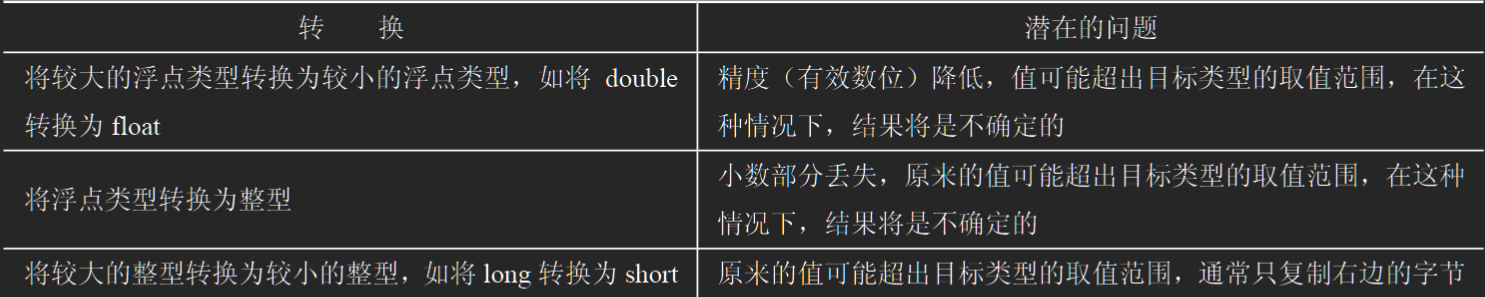 转 换
潜在的问题
将较大的浮点类型转换为较小的浮点类型，如将 double
转换为 float
精度（有效数位）降低，值可能超出目标类型的取值范围，在这
种情况下，结果将是不确定的
将浮点类型转换为整型
小数部分丢失，原来的值可能超出目标类型的取值范围，在这种
情况下，结果将是不确定的
将较大的整型转换为较小的整型，如将 long 转换为 short
原来的值可能超出目标类型的取值范围，通常只复制右边的字节